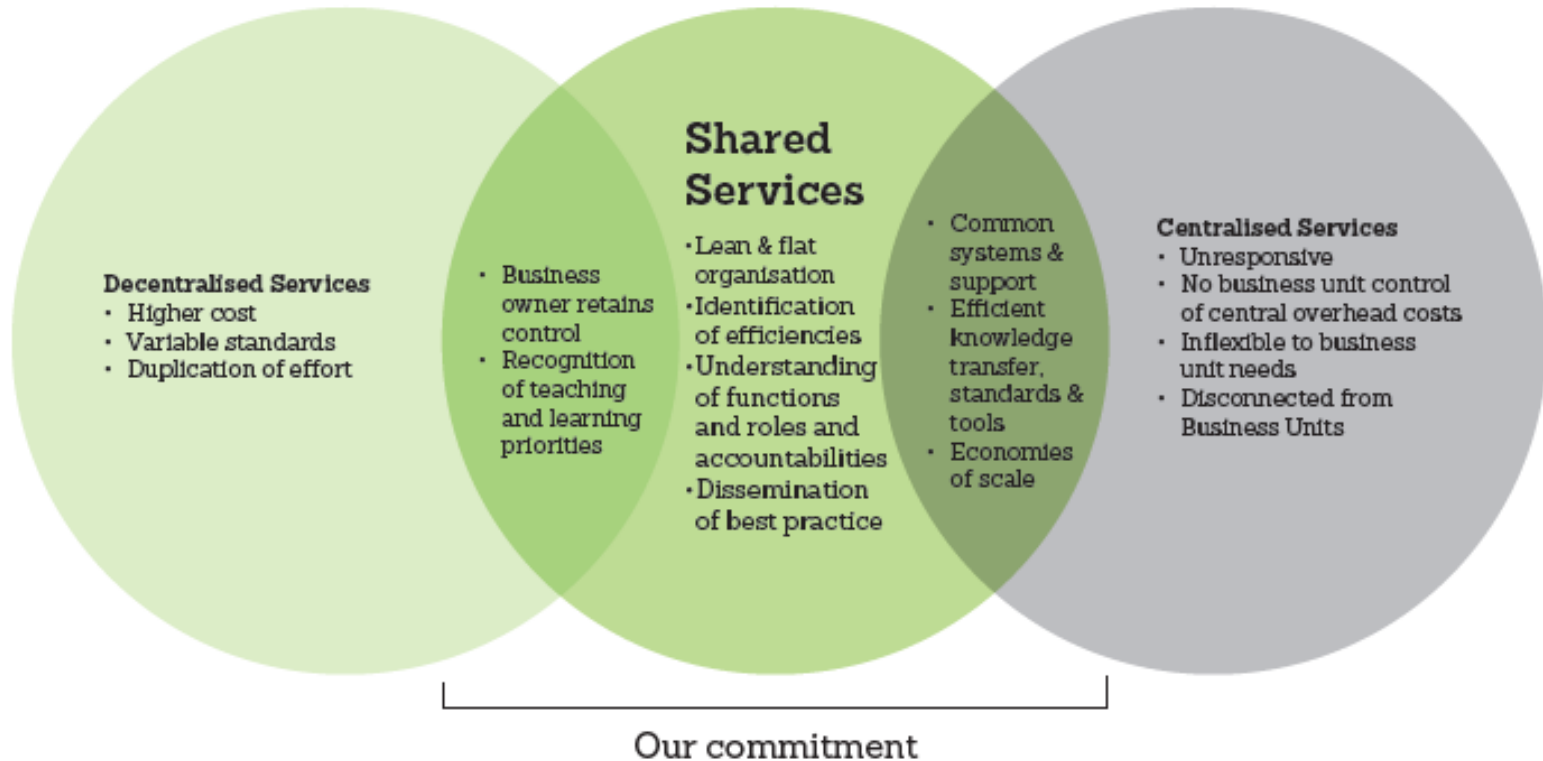 Decentralised Services
• Higher cost
• Variable standards
• Duplication of effort
• Business
owner retains
control
• Recognition
of teaching
and learning
priorities
Shared
Services
•Lean & flat
organisation
•Identification
of efficiencies
•Understanding
of functions
and roles and
accountabilities
•Dissemination
of best practice
• Common
systems &
support
• Efficient
knowledge
transfer,
standards &
tools
• Economies
of scale
Centralised Services
• Unresponsive
• No business unit control
of central overhead costs
• Inflexible to business
unit needs
• Disconnected from
Business Units
Our commitment